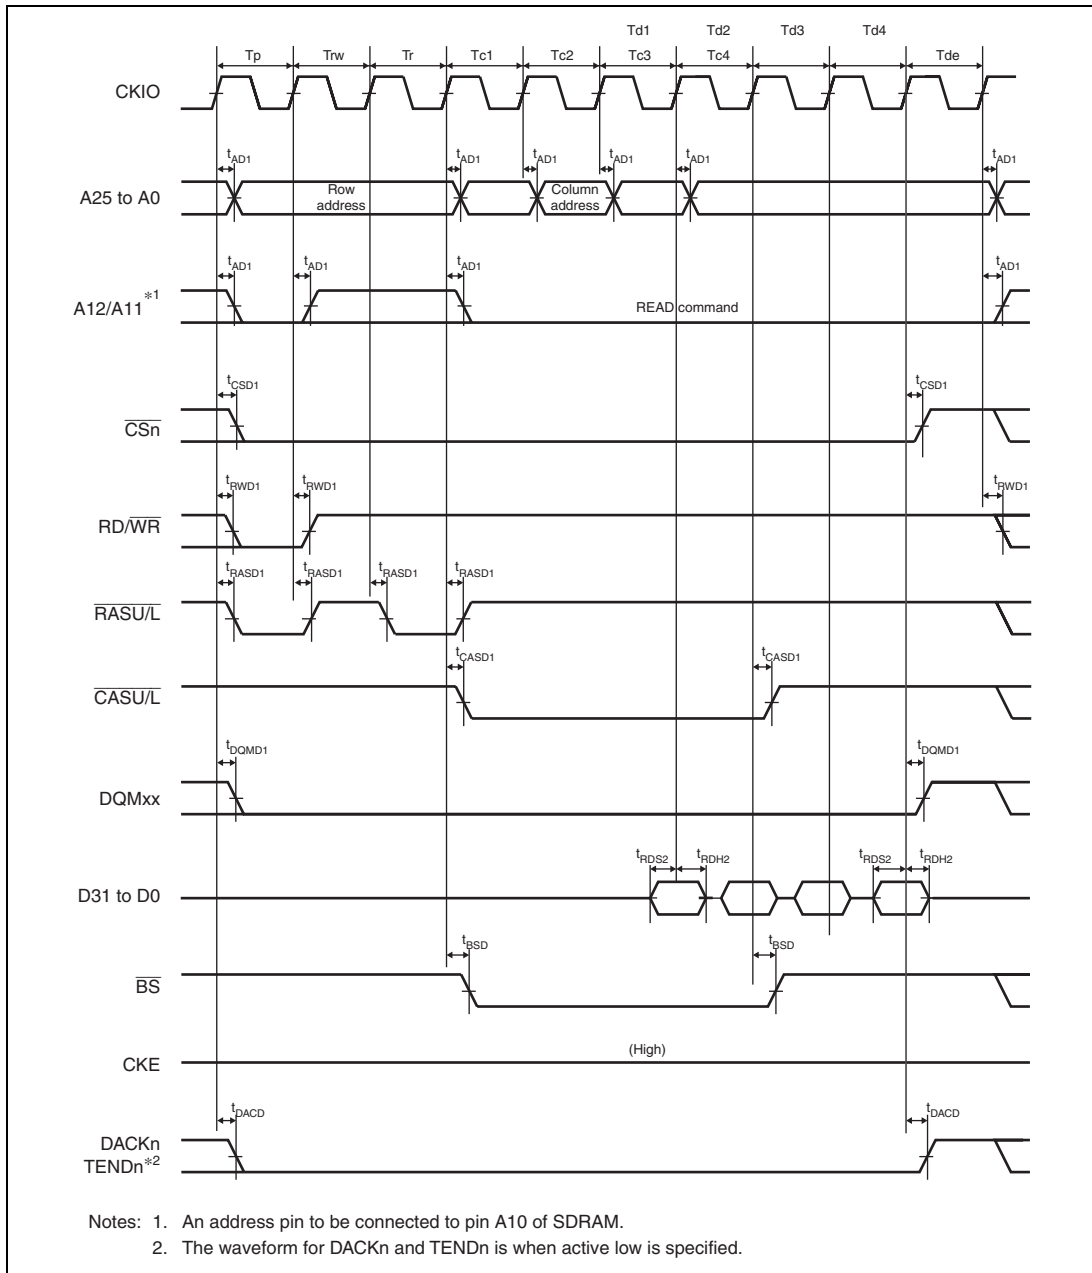 Td1 Td2 Td3 Td4
Tp Trw Tr Tc1 Tc2 Tc3 Tc4 Tde
CKIO
tAD1 tAD1 tAD1 tAD1 tAD1 tAD1
A25 to A0
Row
address
Column
address
tAD1 tAD1 tAD1 tAD1
A12/A11*1
READ command
tCSD1 tCSD1
CSn
tRWD1 tRWD1 tRWD1
RD/WR
tRASD1 tRASD1 tRASD1 tRASD1
RASU/L
tCASD1 tCASD1
CASU/L
tDQMD1 tDQMD1
DQMxx
tRDS2 tRDH2 tRDS2 tRDH2
D31 to D0
tBSD tBSD
BS
(High)
CKE
tDACD tDACD
DACKn
TENDn*2
Notes: 1. An address pin to be connected to pin A10 of SDRAM.
2. The waveform for DACKn and TENDn is when active low is specified.